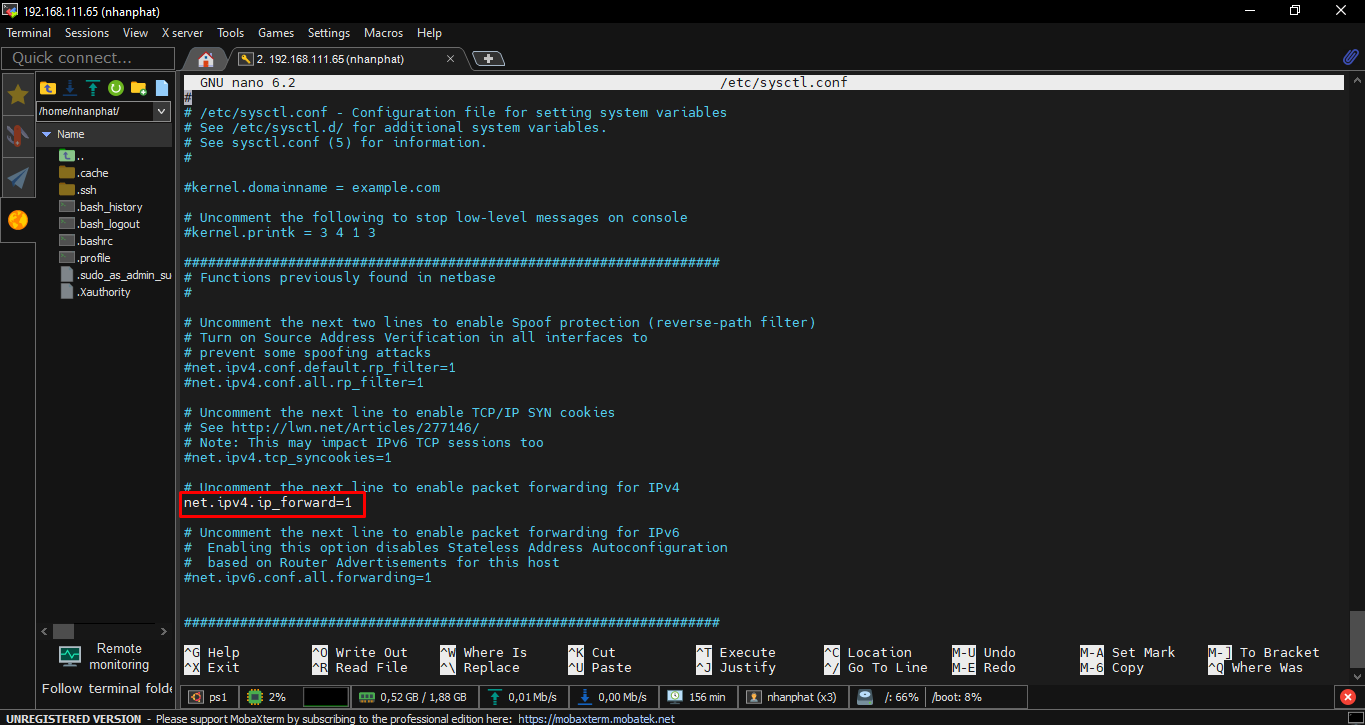 192.168.111.65 (nhanphat)
Terminal Sessions View X server Tools Games Settings Macros Help
Quick connect...
2. 192.168.111.65 (nhanphat)
/home/nhanphat/
Name
..
.cache
.ssh
.bash_history
.bash_logout
.bashrc
.profile
.sudo_as_admin_su
.Xauthority
Remote
monitoring
Follow terminal folde
GNU nano 6.2 /etc/sysctl.conf
#
# /etc/sysctl.conf - Configuration file for setting system variables
# See /etc/sysctl.d/ for additional system variables.
# See sysctl.conf (5) for information.
#
#kernel.domainname = example.com
# Uncomment the following to stop low-level messages on console
#kernel.printk = 3 4 1 3
###################################################################
# Functions previously found in netbase
#
# Uncomment the next two lines to enable Spoof protection (reverse-path filter)
# Turn on Source Address Verification in all interfaces to
# prevent some spoofing attacks
#net.ipv4.conf.default.rp_filter=1
#net.ipv4.conf.all.rp_filter=1
# Uncomment the next line to enable TCP/IP SYN cookies
# See http://lwn.net/Articles/277146/
# Note: This may impact IPv6 TCP sessions too
#net.ipv4.tcp_syncookies=1
# Uncomment the next line to enable packet forwarding for IPv4
net.ipv4.ip_forward=1
# Uncomment the next line to enable packet forwarding for IPv6
#  Enabling this option disables Stateless Address Autoconfiguration
#  based on Router Advertisements for this host
#net.ipv6.conf.all.forwarding=1
###################################################################
^G Help ^O Write Out ^W Where Is ^K Cut ^T Execute ^C Location M-U Undo M-A Set Mark M-] To Bracket
^X Exit ^R Read File ^\ Replace ^U Paste ^J Justify ^/ Go To Line M-E Redo M-6 Copy ^Q Where Was
ps1 2% 0,52 GB / 1,88 GB 0,01 Mb/s 0,00 Mb/s 156 min nhanphat (x3) /: 66% /boot: 8%
UNREGISTERED VERSION - Please support MobaXterm by subscribing to the professional edition here: https://mobaxterm.mobatek.net